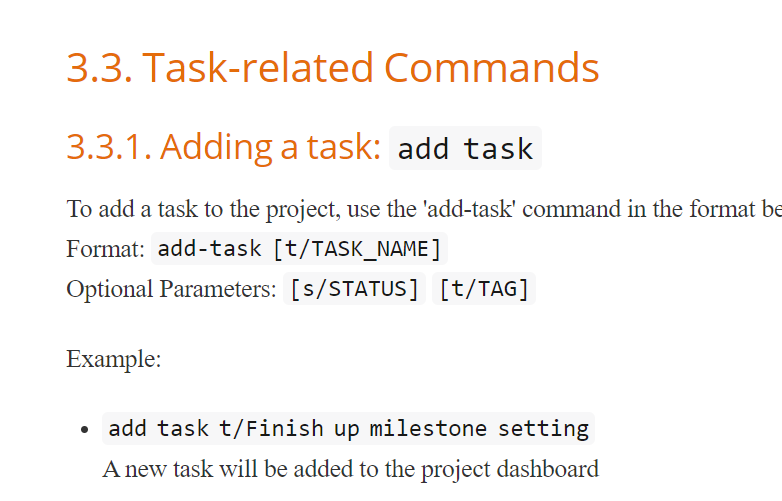 3.3. Task-related Commands
3.3.1. Adding a task: add task
To add a task to the project, use the 'add-task' command in the format
Format: add-task [t/TASK_NAME]
Optional Parameters: [s/STATUS] [t/TAG]
Example:
• add task t/Finish up milestone setting
A new task will be added to the project dashboard